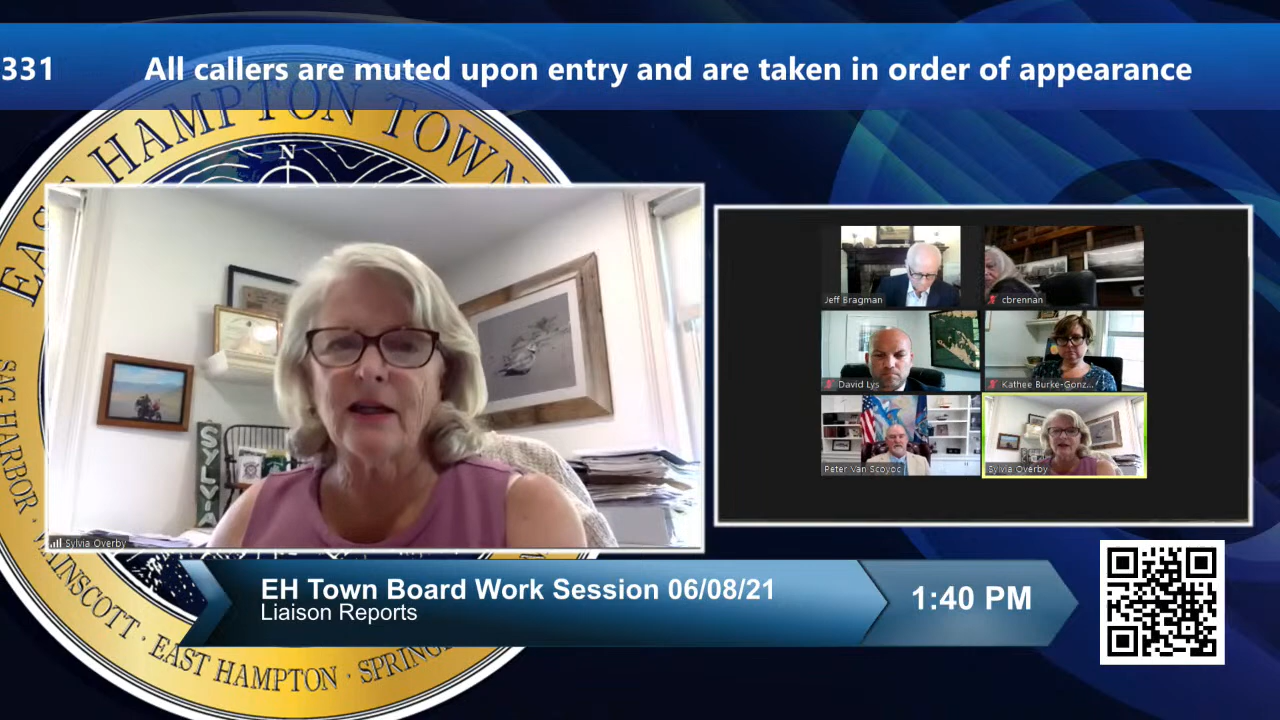 331 All callers are muted upon entry and are taken in order of appearance
EAST HAMPTON TOWN
N
SYLVIA
Sylvia Overby
Jeff Bragman
cbrennan
David Lys
Kathee Burke-Gonz...
Peter Van Scoyoc
Sylvia Overby
EH Town Board Work Session 06/08/21
Liaison Reports
1:40 PM
SAG HARBOR · WAINSCOTT · EAST HAMPTON · SPRING